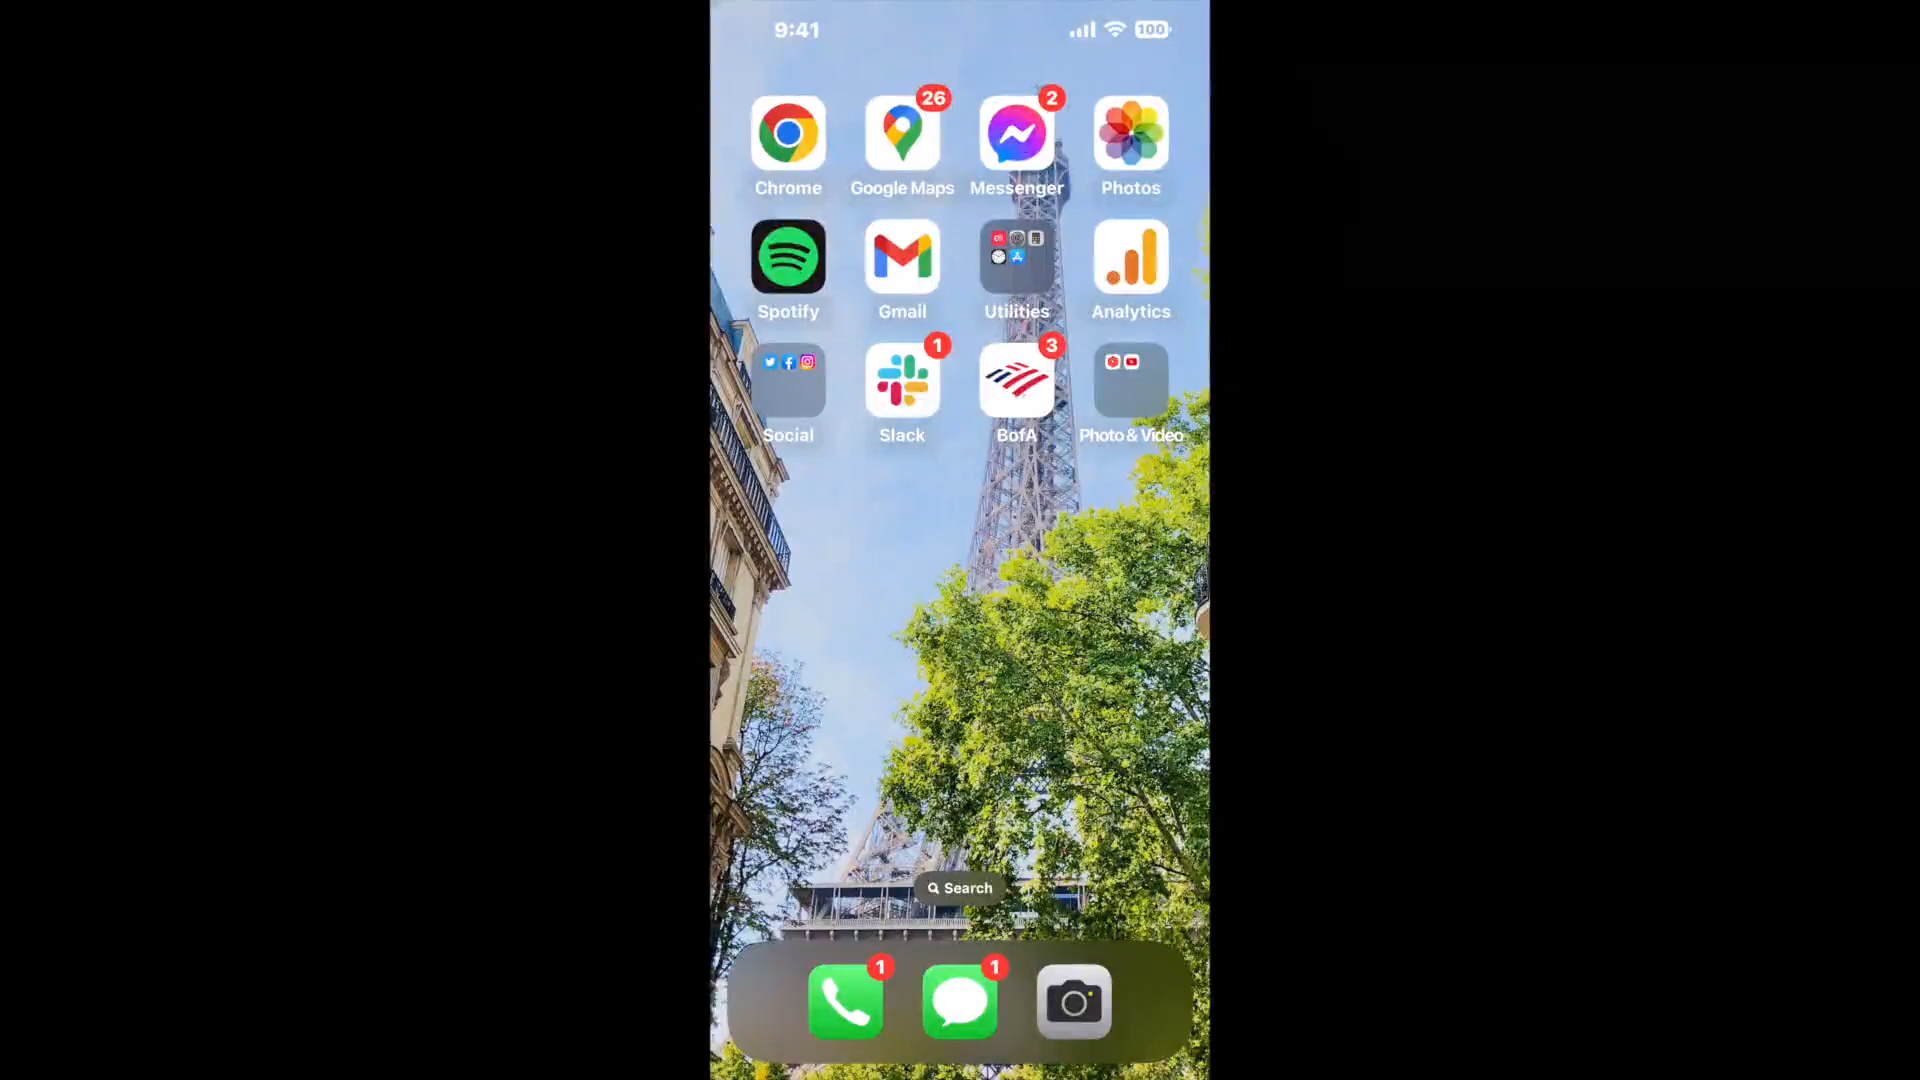 9:41
100
26
2
Chrome
Google Maps
Messenger
Photos
Spotify
Gmail
Utilities
Analytics
1
3
Social
Slack
BofA
Photo & Video
Search
1
1